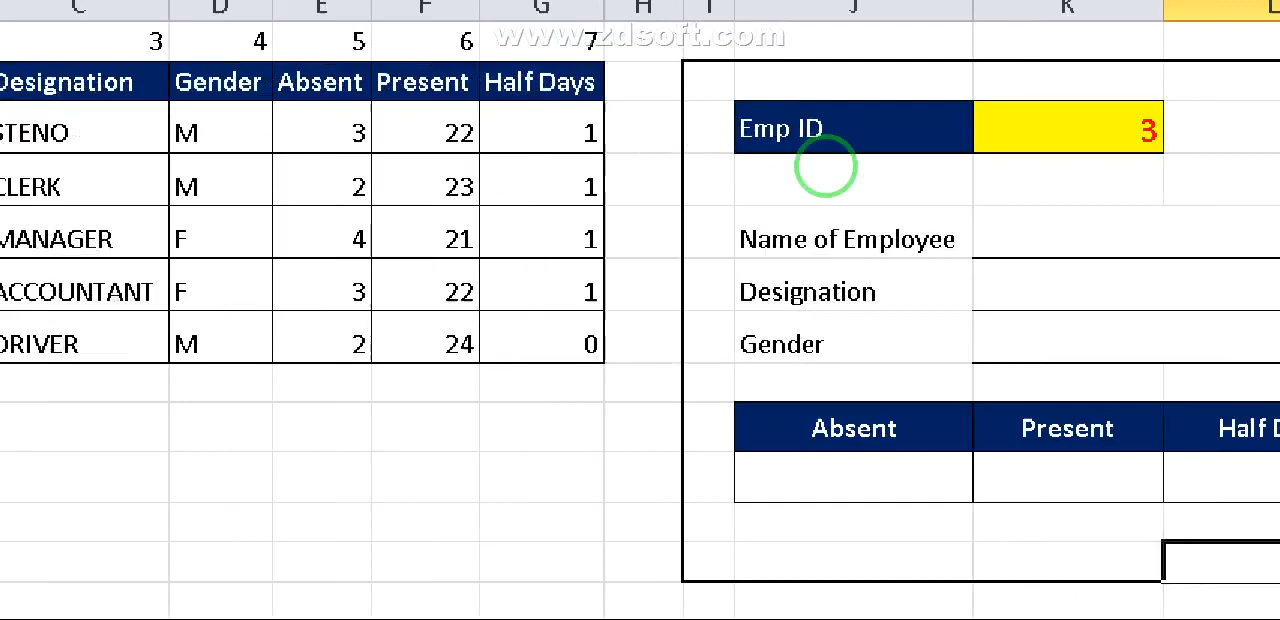 C D E F G H I J K L
3 4 5 6 7
www.zdsoft.com
Designation Gender Absent Present Half Days
STENO M 3 22 1
CLERK M 2 23 1
MANAGER F 4 21 1
ACCOUNTANT F 3 22 1
DRIVER M 2 24 0
Emp ID 3
Name of Employee
Designation
Gender
Absent Present Half D